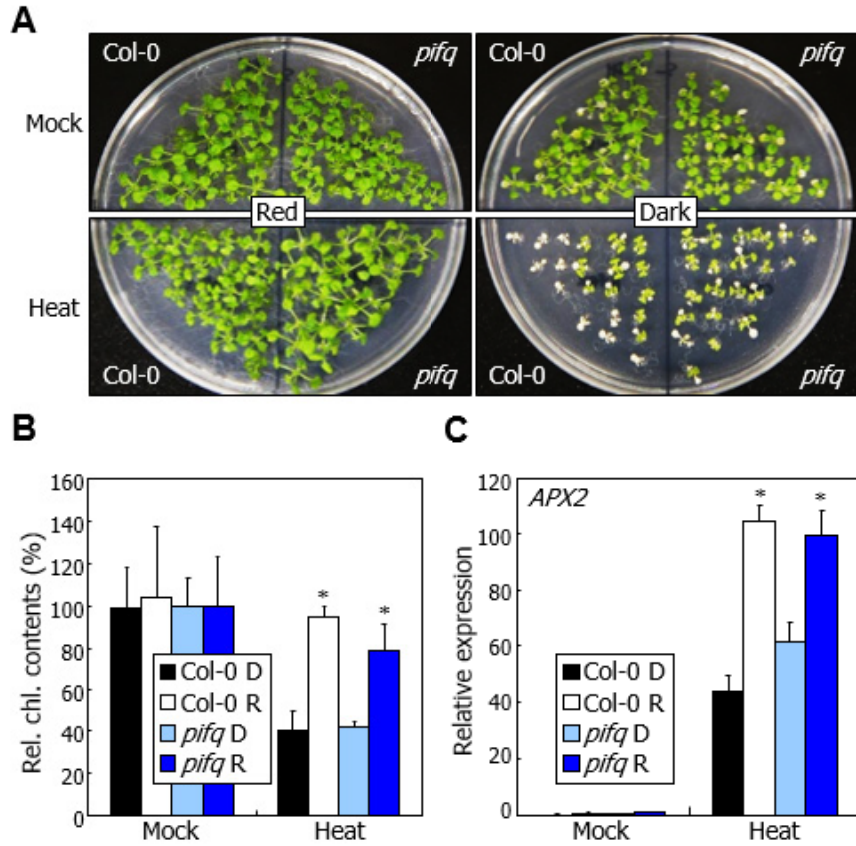 A
Col-0 pifq Col-0 pifq
Mock
Red Dark
Heat
Col-0 pifq Col-0 pifq
B
Rel. chl. contents (%)
160
140
120
100
80
60
40
20
0
* *
Col-0 D
Col-0 R
pifq D
pifq R
Mock Heat
C
Relative expression
120
100
80
60
40
20
0
APX2
* *
Col-0 D
Col-0 R
pifq D
pifq R
Mock Heat